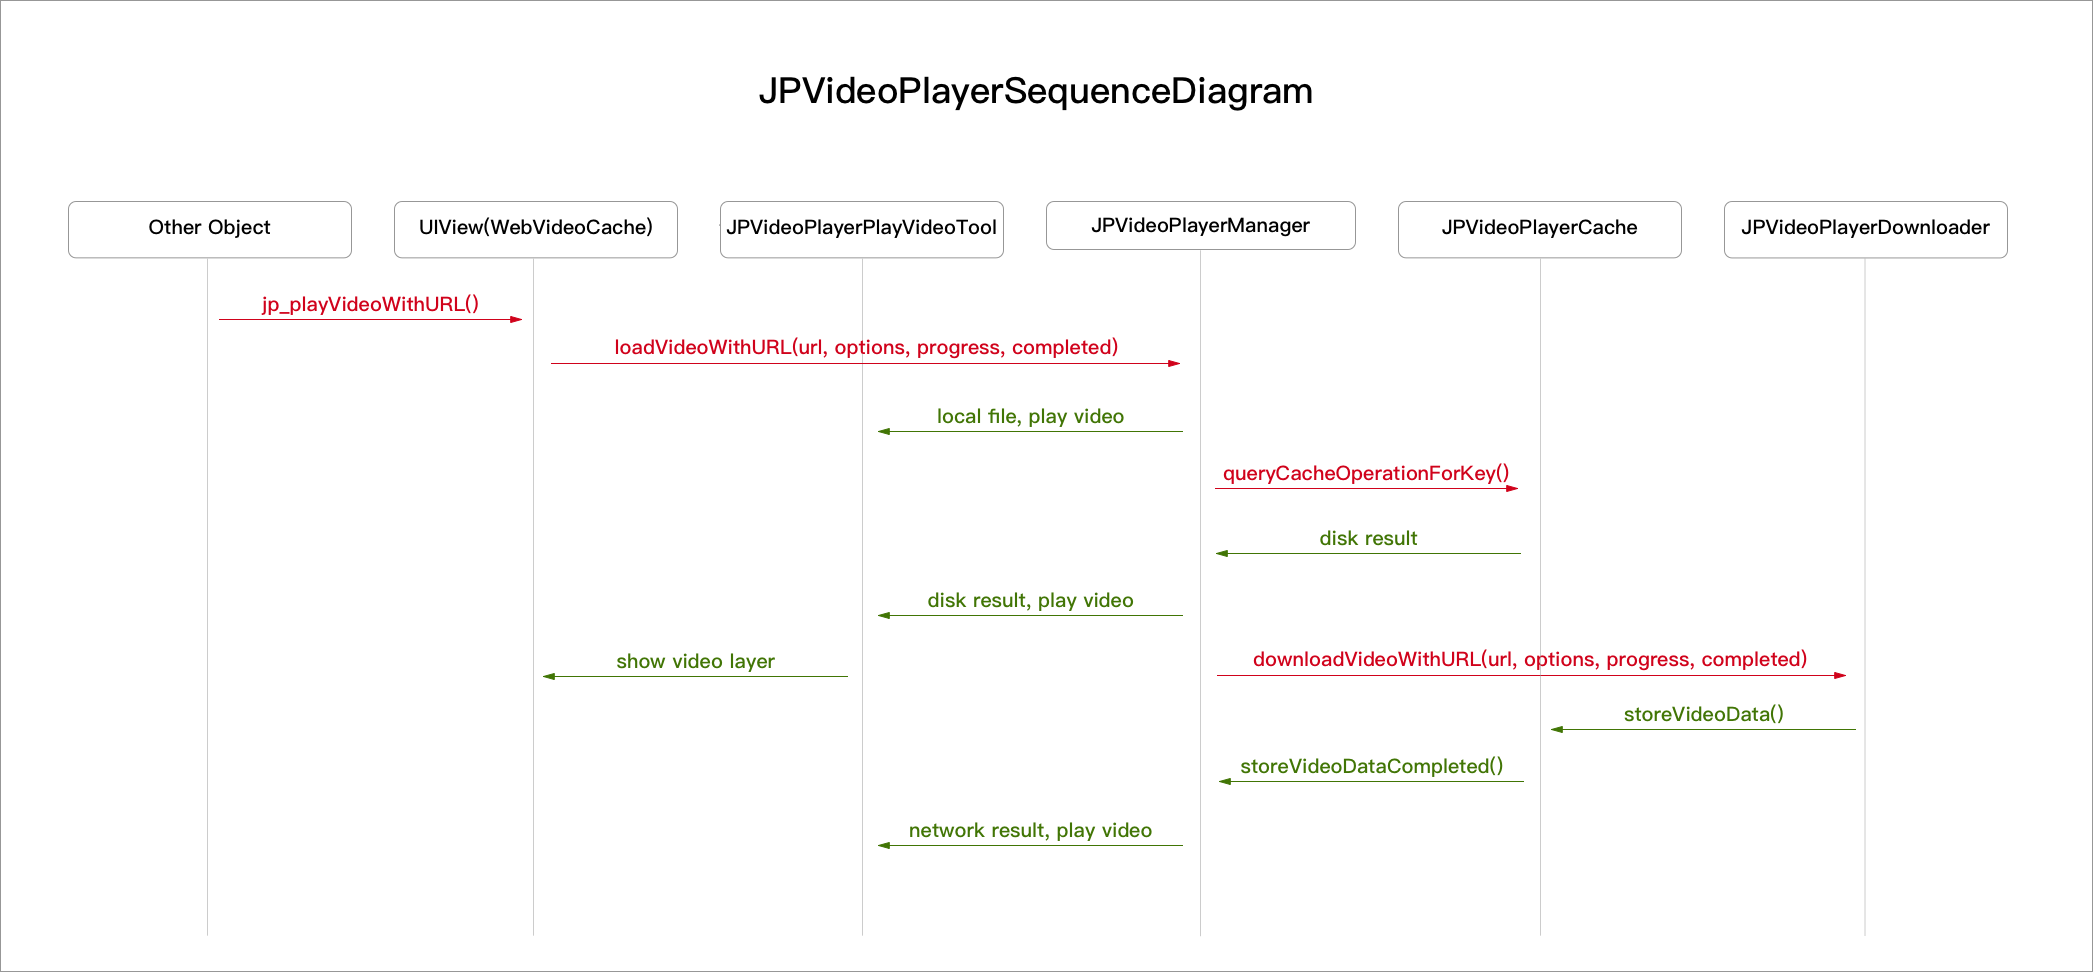 JPVideoPlayerSequenceDiagram
Other Object
UIView(WebVideoCache)
JPVideoPlayerPlayVideoTool
JPVideoPlayerManager
JPVideoPlayerCache
JPVideoPlayerDownloader
jp_playVideoWithURL()
loadVideoWithURL(url, options, progress, completed)
local file, play video
queryCacheOperationForKey()
disk result
disk result, play video
show video layer
downloadVideoWithURL(url, options, progress, completed)
storeVideoData()
storeVideoDataCompleted()
network result, play video